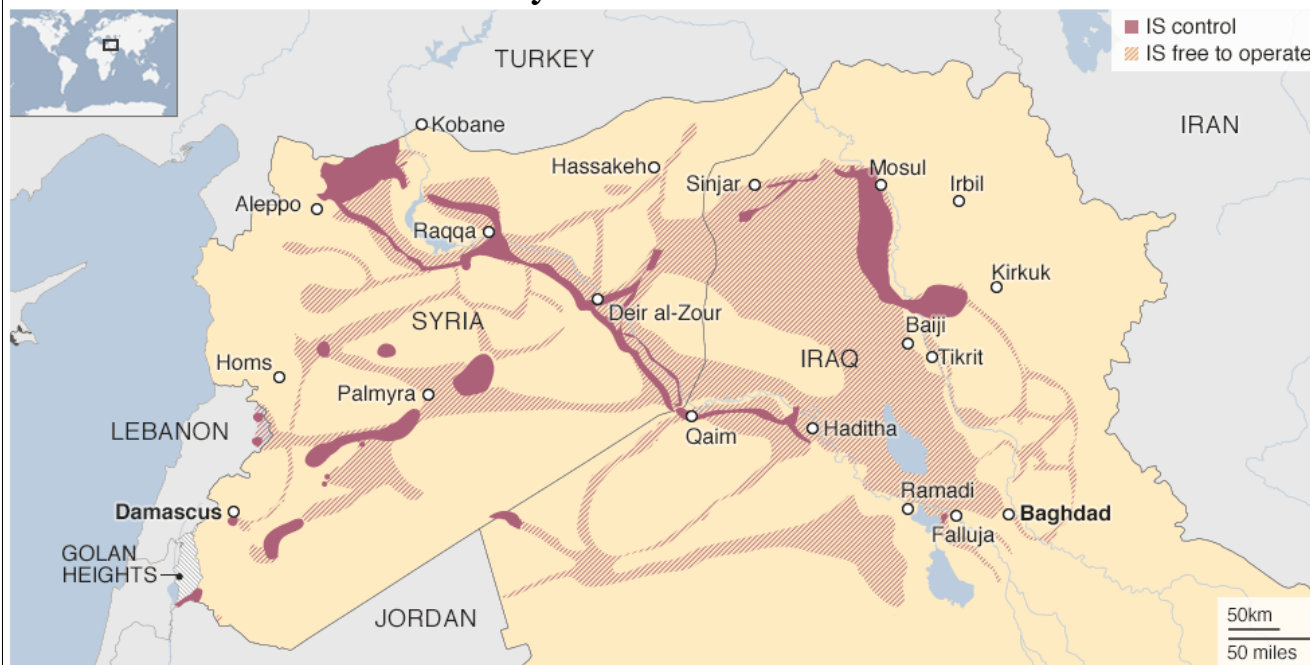 IS control
IS free to operate
TURKEY
IRAN
Kobane
Hassakeh
Sinjar
Mosul
Irbil
Aleppo
Raqqa
Kirkuk
Deir al-Zour
SYRIA
Baiji
Tikrit
IRAQ
Homs
Palmyra
LEBANON
Qaim
Haditha
Damascus
Ramadi
Baghdad
Falluja
GOLAN
HEIGHTS
JORDAN
50km
50 miles